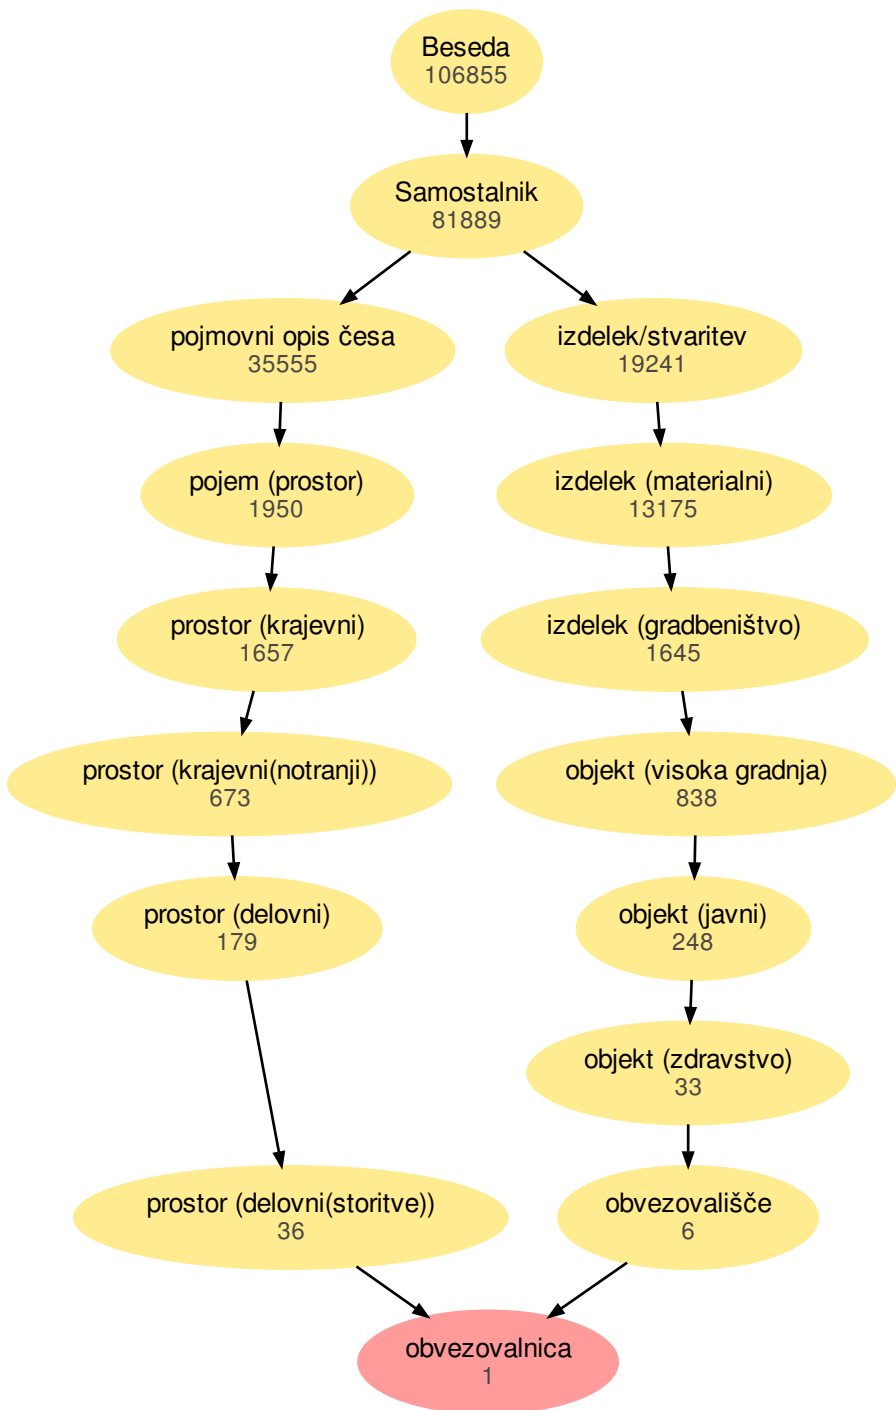 Beseda
106855
Samostalnik
81889
pojmovni opis česa
35555
izdelek/stvaritev
19241
pojem (prostor)
1950
izdelek (materialni)
13175
prostor (krajevni)
1657
izdelek (gradbeništvo)
1645
prostor (krajevni(notranji))
673
objekt (visoka gradnja)
838
prostor (delovni)
179
objekt (javni)
248
objekt (zdravstvo)
33
prostor (delovni(storitve))
36
obvezovališče
6
obvezovalnica
1